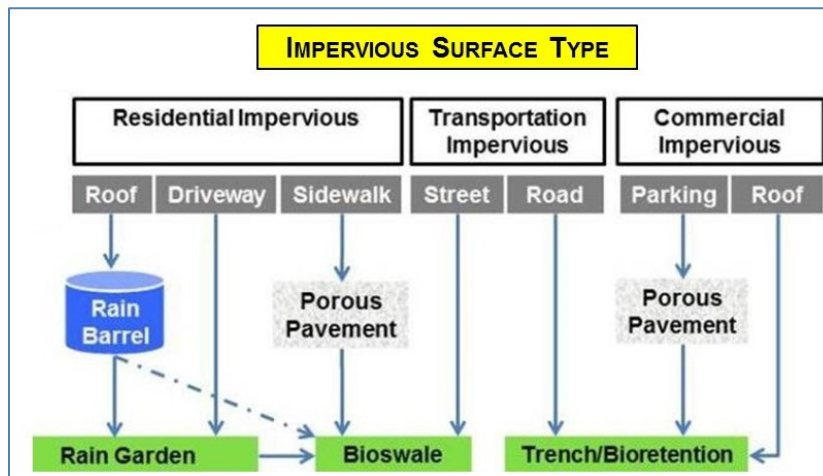 IMPERVIOUS SURFACE TYPE
Residential Impervious
Transportation
Impervious
Commercial
Impervious
Roof
Driveway
Sidewalk
Street
Road
Parking
Roof
Rain
Barrel
Porous
Pavement
Porous
Pavement
Rain Garden
Bioswale
Trench/Bioretention